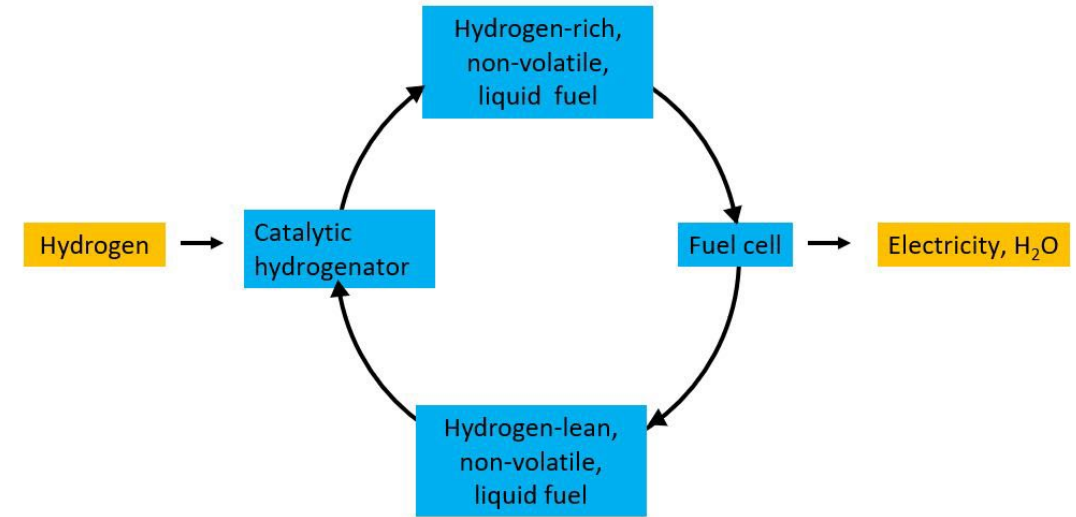 Hydrogen-rich,
non-volatile,
liquid fuel
Hydrogen
Catalytic
hydrogenator
Fuel cell
Electricity, H₂O
Hydrogen-lean,
non-volatile,
liquid fuel